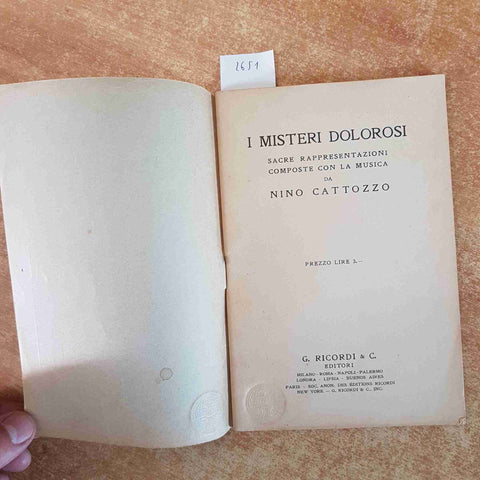 2651
I MISTERI DOLOROSI
SACRE RAPPRESENTAZIONI
COMPOSTE CON LA MUSICA
DA
NINO CATTOZZO
PREZZO LIRE 3.—
G. RICORDI & C.
EDITORI
MILANO - ROMA - NAPOLI - PALERMO
LONDRA - LIPSIA - BUENOS AIRES
PARIS - SOC. ANON. DES EDITIONS RICORDI
NEW YORK. - G. RICORDI & C., INC.